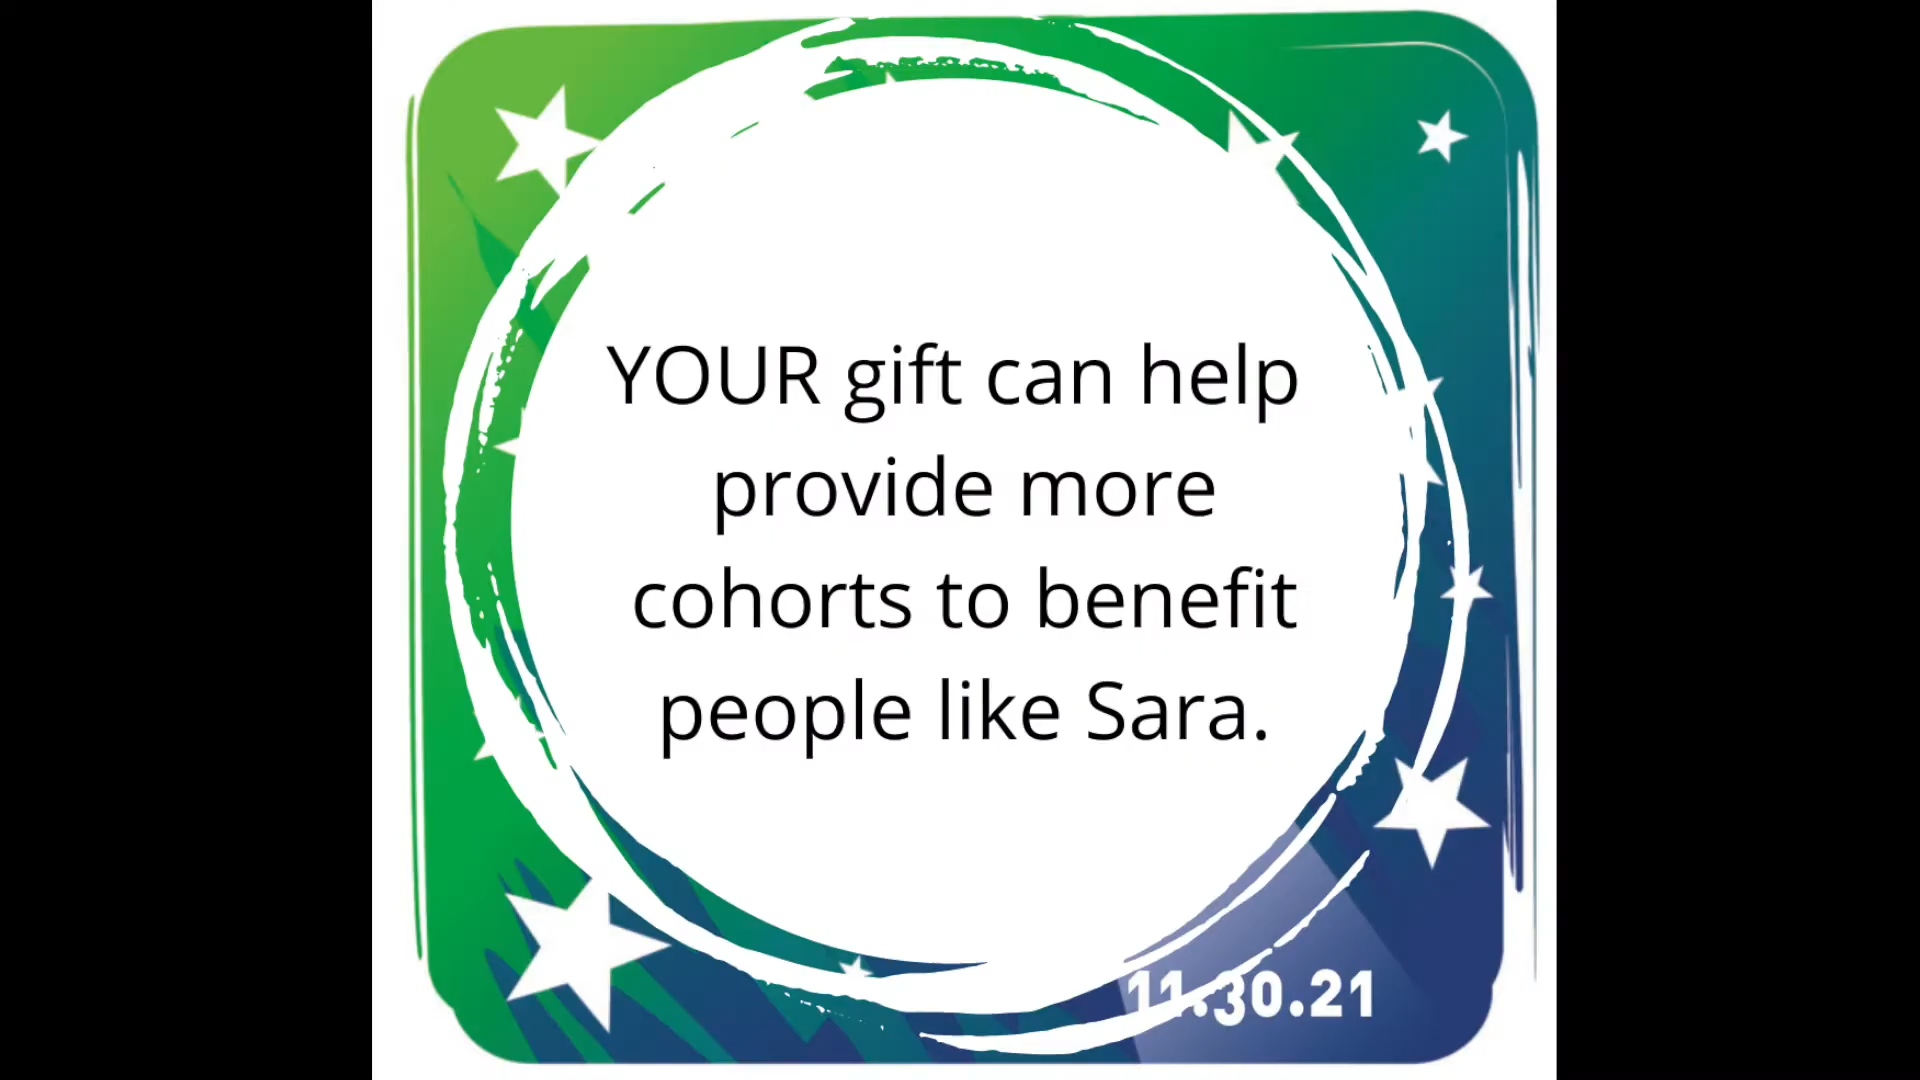 YOUR gift can help
provide more
cohorts to benefit
people like Sara.
11.30.21